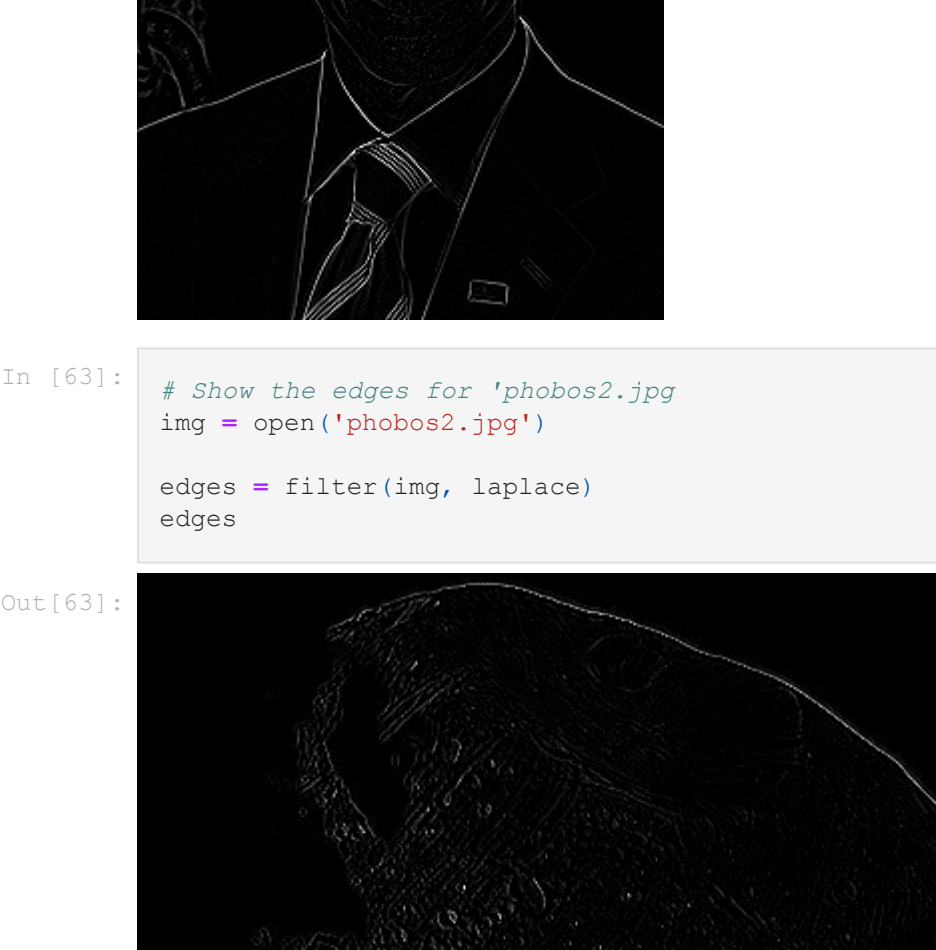 In [63]:
# Show the edges for 'phobos2.jpg
img = open('phobos2.jpg')
edges = filter(img, laplace)
edges
Out[63]: